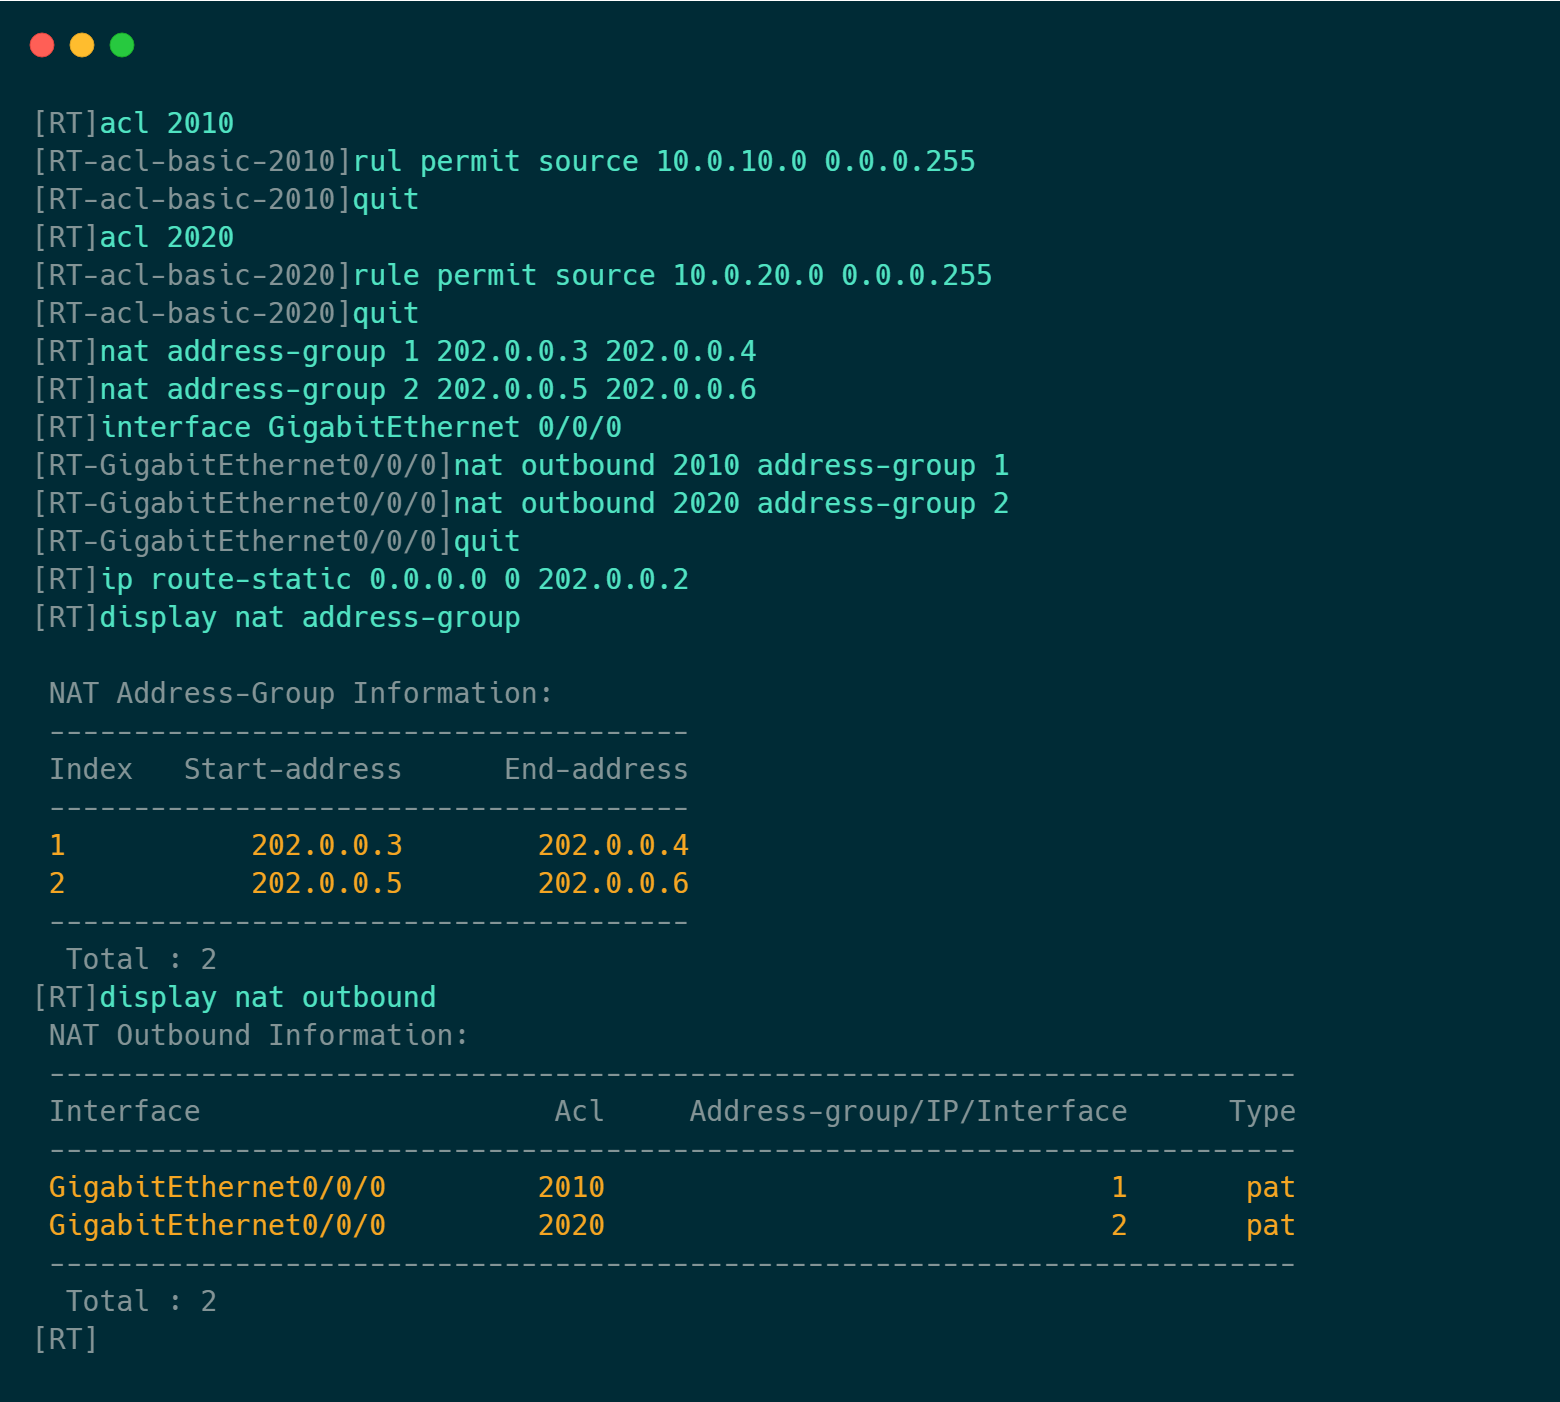 [RT]acl 2010
[RT-acl-basic-2010]rul permit source 10.0.10.0 0.0.0.255
[RT-acl-basic-2010]quit
[RT]acl 2020
[RT-acl-basic-2020]rule permit source 10.0.20.0 0.0.0.255
[RT-acl-basic-2020]quit
[RT]nat address-group 1 202.0.0.3 202.0.0.4
[RT]nat address-group 2 202.0.0.5 202.0.0.6
[RT]interface GigabitEthernet 0/0/0
[RT-GigabitEthernet0/0/0]nat outbound 2010 address-group 1
[RT-GigabitEthernet0/0/0]nat outbound 2020 address-group 2
[RT-GigabitEthernet0/0/0]quit
[RT]ip route-static 0.0.0.0 0 202.0.0.2
[RT]display nat address-group

 NAT Address-Group Information:
 --------------------------------------
 Index   Start-address      End-address
 --------------------------------------
 1           202.0.0.3        202.0.0.4
 2           202.0.0.5        202.0.0.6
 --------------------------------------
  Total : 2
[RT]display nat outbound
 NAT Outbound Information:
 --------------------------------------------------------------------------
 Interface                     Acl     Address-group/IP/Interface      Type
 --------------------------------------------------------------------------
 GigabitEthernet0/0/0         2010                              1       pat
 GigabitEthernet0/0/0         2020                              2       pat
 --------------------------------------------------------------------------
  Total : 2
[RT]